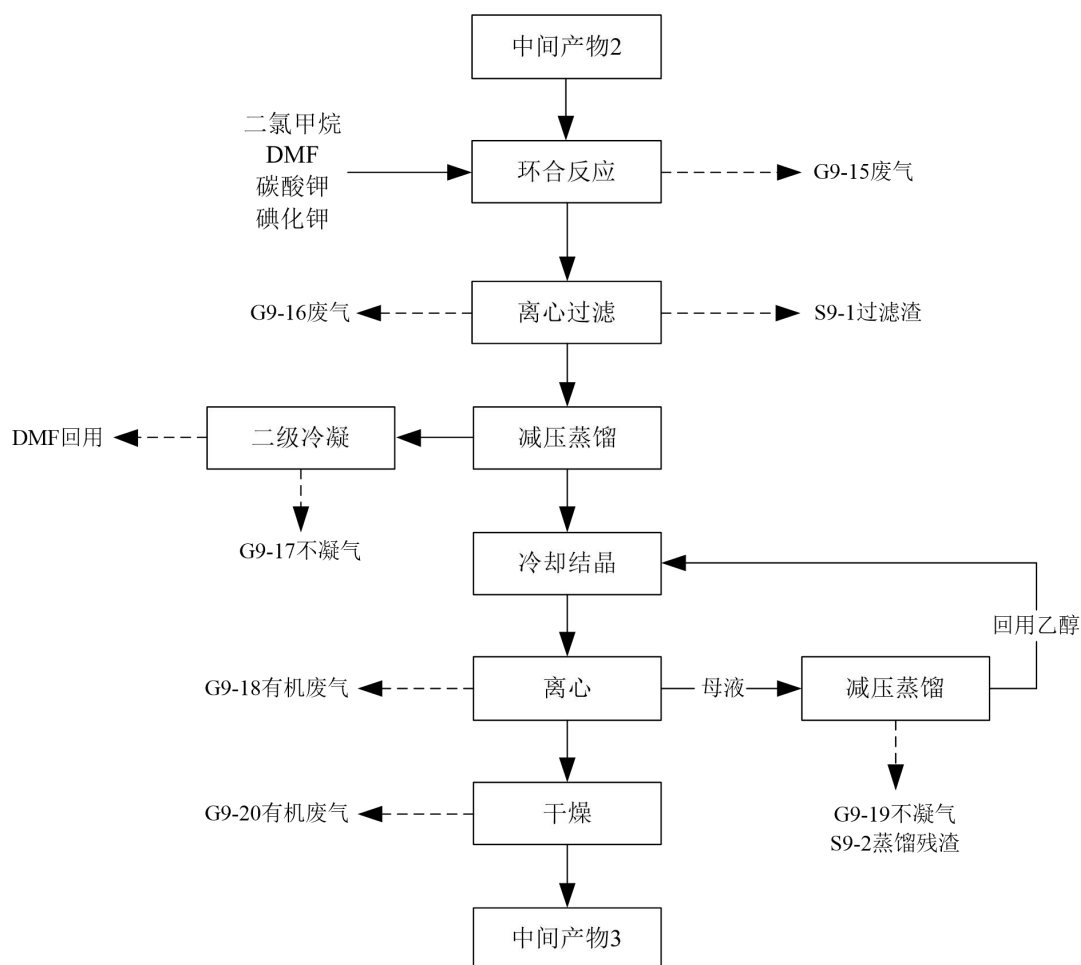 中间产物2
二氯甲烷
DMF
碳酸钾
碘化钾
环合反应
G9-15废气
G9-16废气
离心过滤
S9-1过滤渣
DMF回用
二级冷凝
减压蒸馏
G9-17不凝气
冷却结晶
回用乙醇
G9-18有机废气
离心
母液
减压蒸馏
G9-20有机废气
干燥
G9-19不凝气
S9-2蒸馏残渣
中间产物3